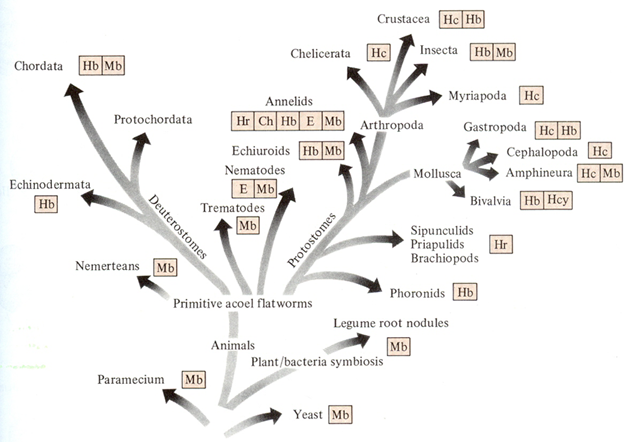 Crustacea Hc Hb
Chelicerata Hc
Insecta Hb Mb
Chordata Hb Mb
Myriapoda Hc
Annelids
Hr Ch Hb E Mb
Protochordata
Arthropoda
Gastropoda Hc Hb
Echiuroids Hb Mb
Cephalopoda Hc
Nematodes
E Mb
Mollusca
Amphineura Hc Mb
Echinodermata
Hb
Bivalvia Hb Hcy
Trematodes
Mb
Deuterostomes
Protostomes
Sipunculids
Priapulids
Brachiopods
Hr
Nemerteans Mb
Phoronids Hb
Primitive acoel flatworms
Legume root nodules
Mb
Animals
Plant/bacteria symbiosis
Paramecium Mb
Yeast Mb